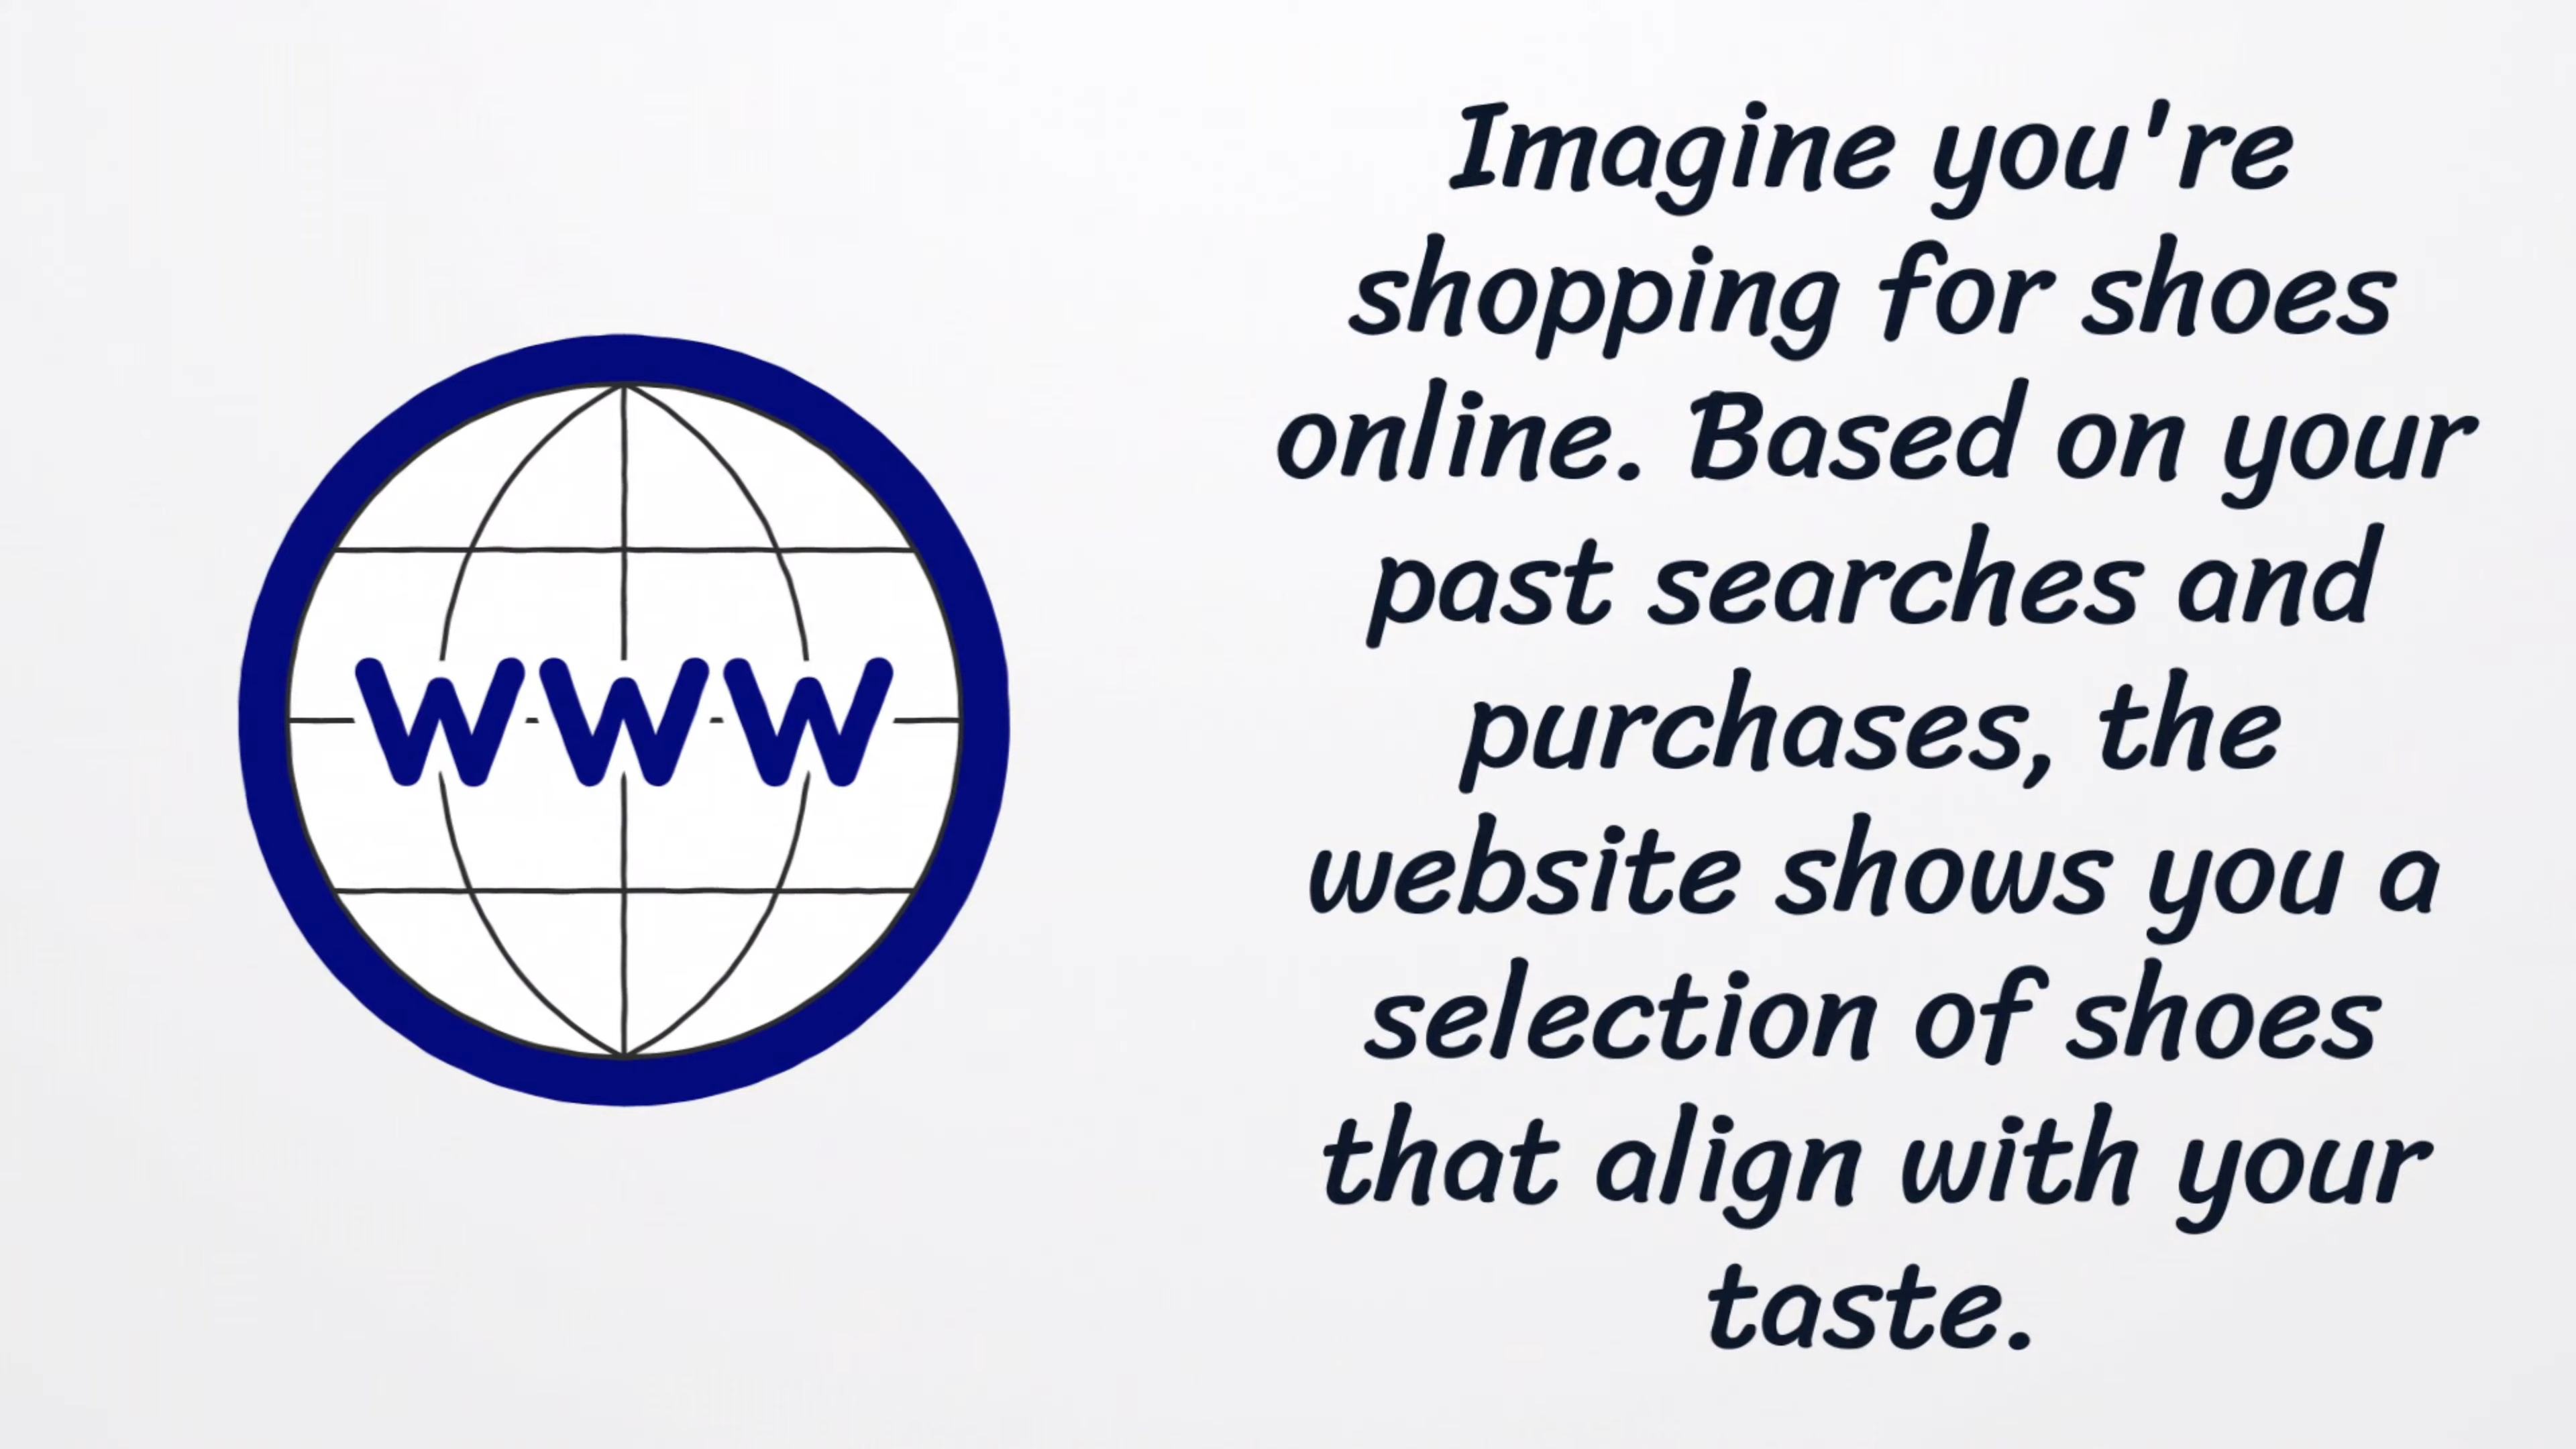 www
Imagine you're
shopping for shoes
online. Based on your
past searches and
purchases, the
website shows you a
selection of shoes
that align with your
taste.